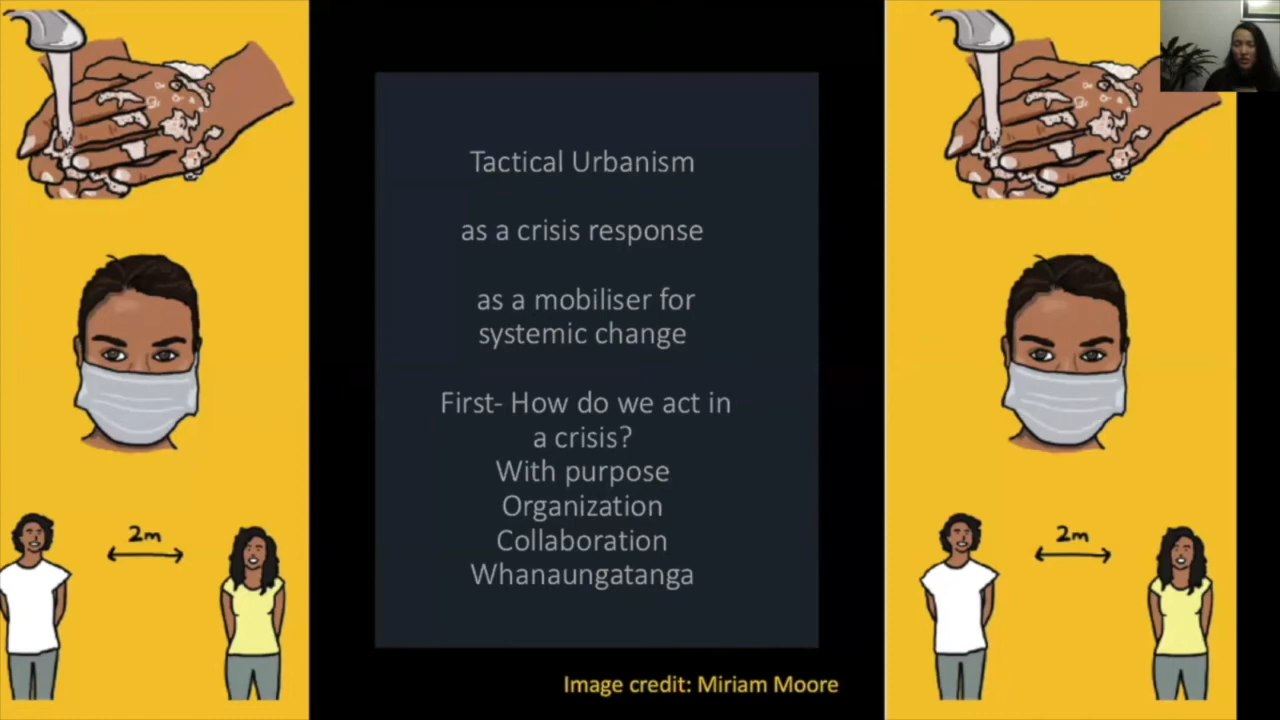 Tactical Urbanism
as a crisis response
as a mobiliser for
systemic change
First- How do we act in
a crisis?
With purpose
Organization
Collaboration
Whanaungatanga
2m
2m
Image credit: Miriam Moore